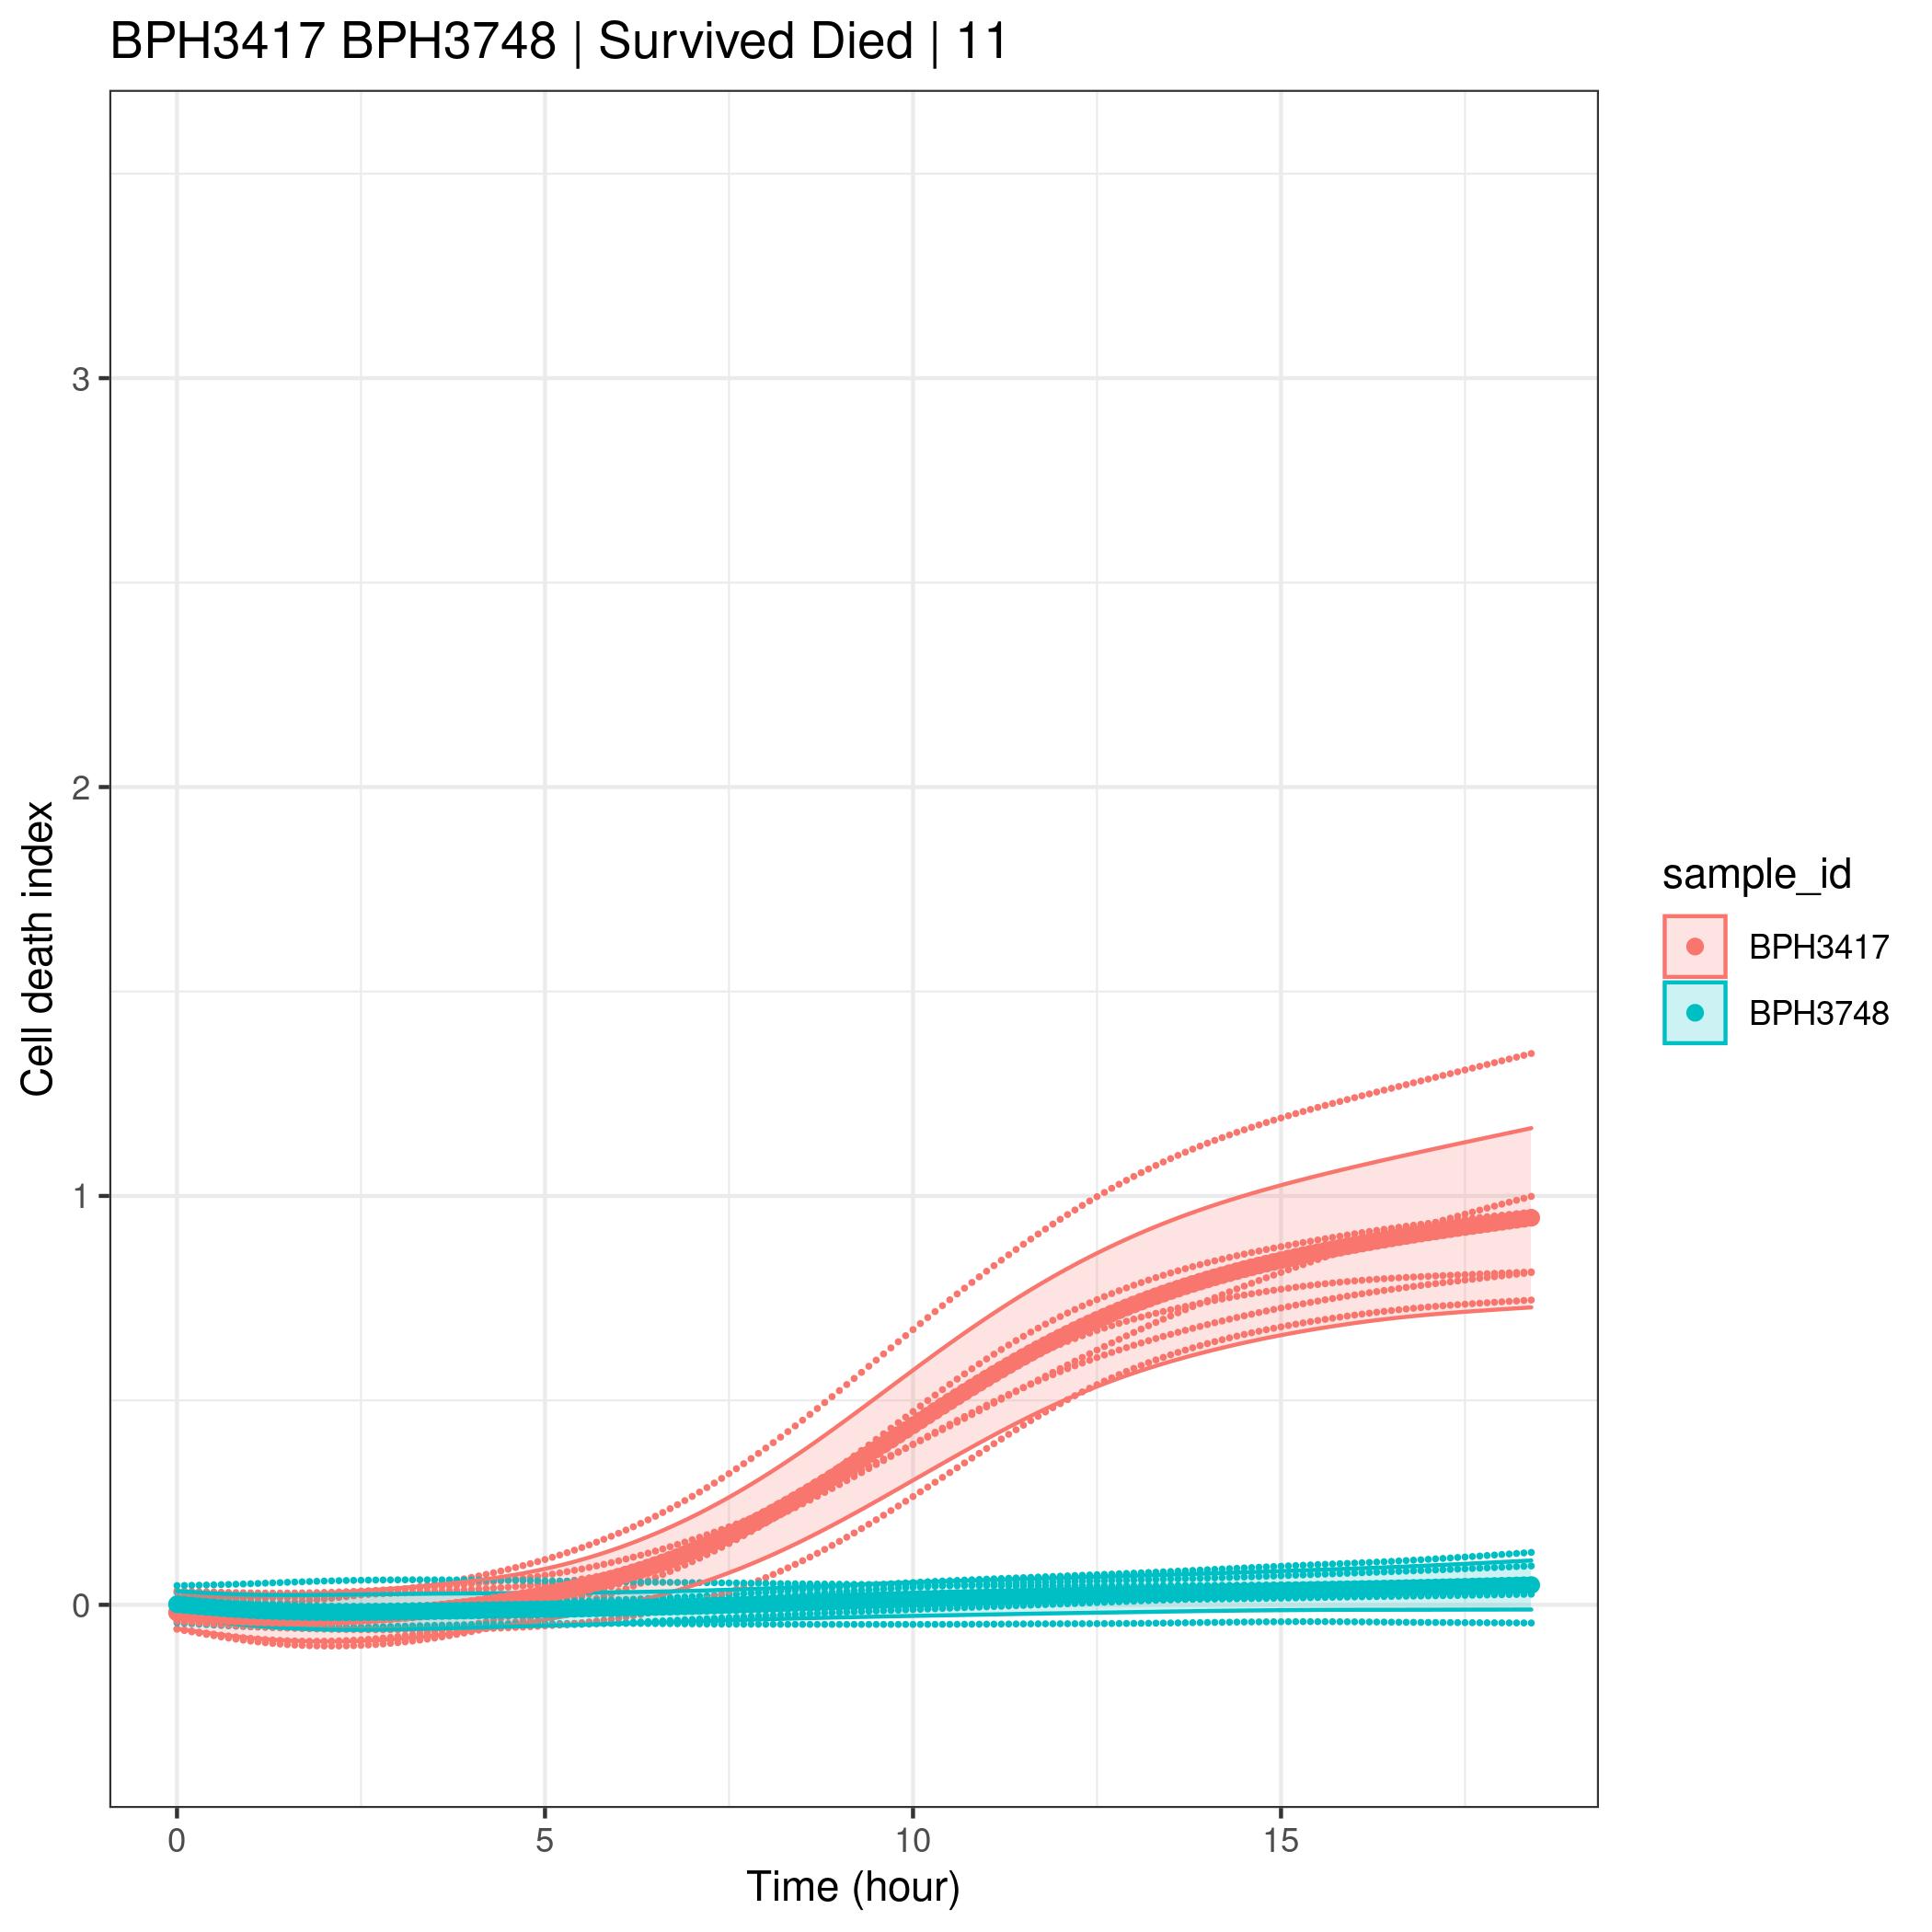 BPH3417 BPH3748 | Survived Died | 11
3
2
1
0
Cell death index
0 5 10 15
Time (hour)
sample_id
BPH3417
BPH3748